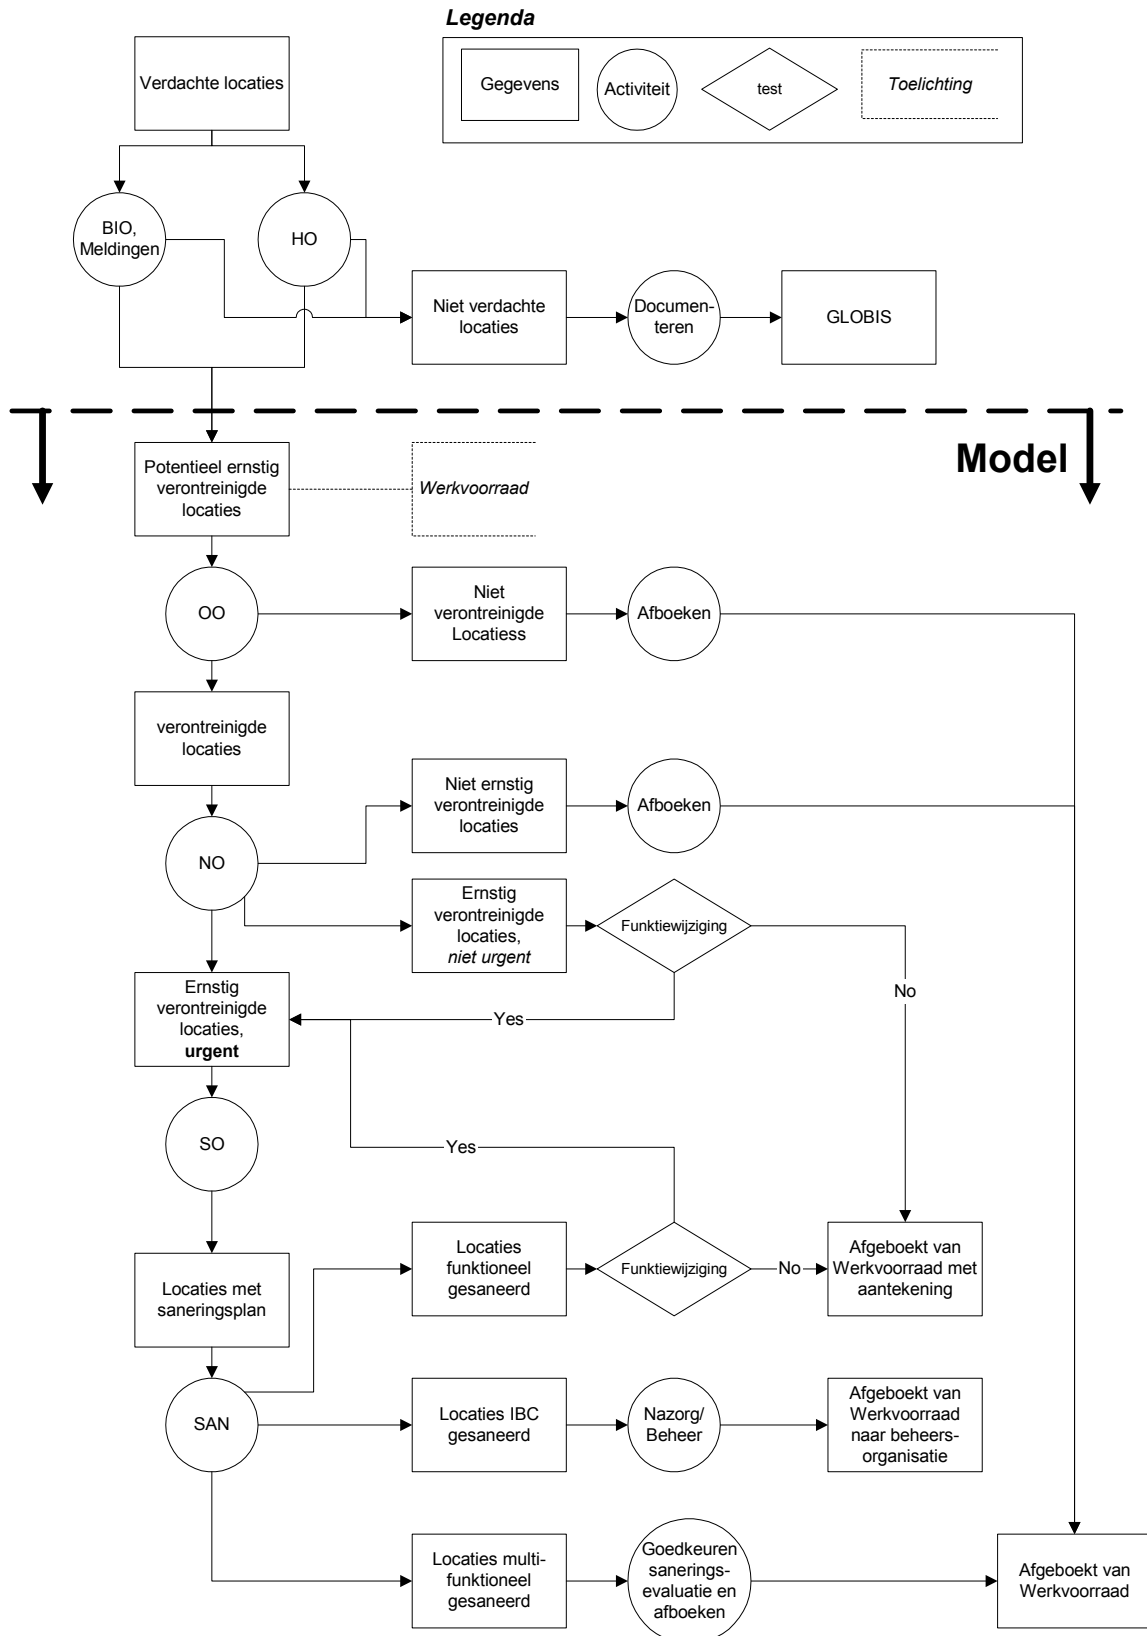 Legenda
Verdachte locaties
Gegevens
Activiteit
test
Toelichting
BIO,
Meldingen
HO
Niet verdachte
locaties
Documen-
teren
GLOBIS
Model
Potentieel ernstig
verontreinigde
locaties
Werkvoorraad
OO
Niet
verontreinigde
Locatiess
Afboeken
verontreinigde
locaties
Niet ernstig
verontreinigde
locaties
Afboeken
NO
Ernstig
verontreinigde
locaties,
niet urgent
Funktiewijziging
No
Yes
Ernstig
verontreinigde
locaties,
urgent
SO
Yes
Locaties
funktioneel
gesaneerd
Funktiewijziging
No
Afgeboekt van
Werkvoorraad met
aantekening
Locaties met
saneringsplan
SAN
Locaties IBC
gesaneerd
Nazorg/
Beheer
Afgeboekt van
Werkvoorraad
naar beheers-
organisatie
Locaties multi-
funktioneel
gesaneerd
Goedkeuren
sanerings-
evaluatie en
afboeken
Afgeboekt van
Werkvoorraad